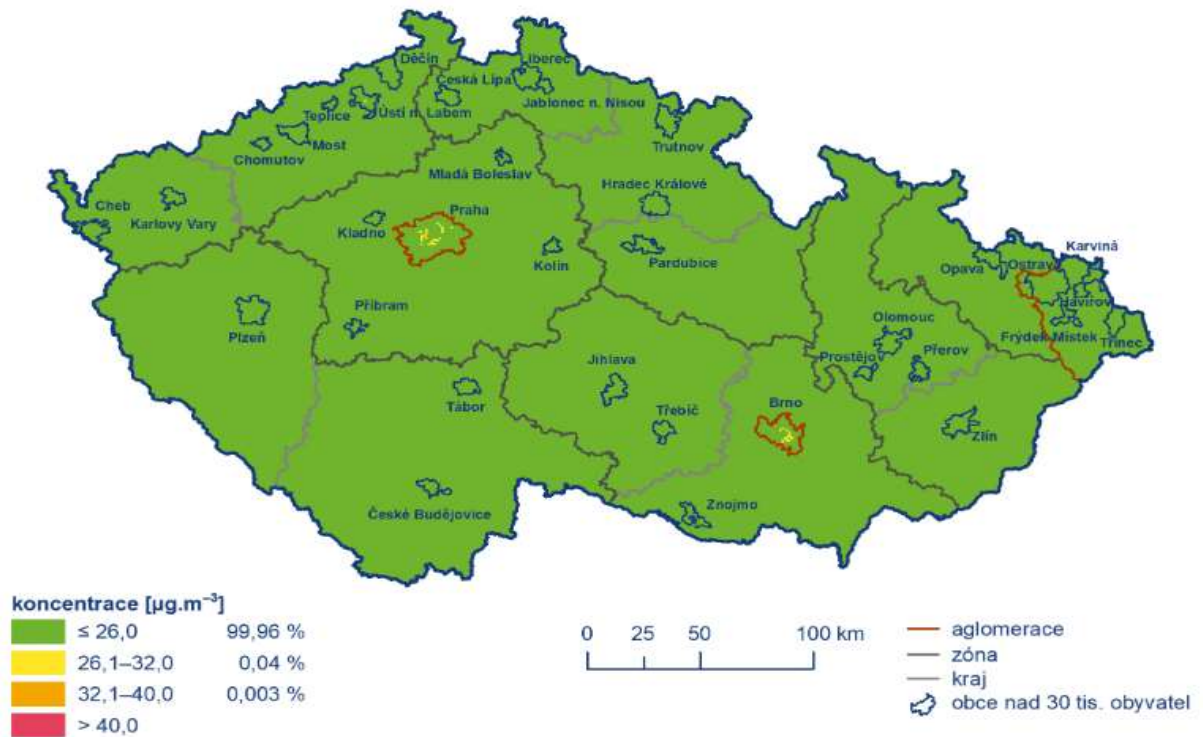 Děčín
Česká Lípa
iberec
Jablonec n. Nisou
Teplice
Ústí n. Labem
Most
Chomutov
Trutnov
Mladá Boleslav
Hradec Králové
Cheb
Karlovy Vary
Kladno
Praha
Kolín
Pardubice
Karviná
Opava
Ostrav
Havířov
Příbram
Plzeň
Olomouc
Frýdek Místek
Třinec
Prostějo
Přerov
Jihlava
Tábor
Třebíč
Brno
Zlín
České Budějovice
Znojmo
koncentrace [µg.m⁻³]
≤ 26,0 99,96 %
26,1–32,0 0,04 %
32,1–40,0 0,003 %
> 40,0
0 25 50 100 km
aglomerace
zóna
kraj
obce nad 30 tis. obyvatel